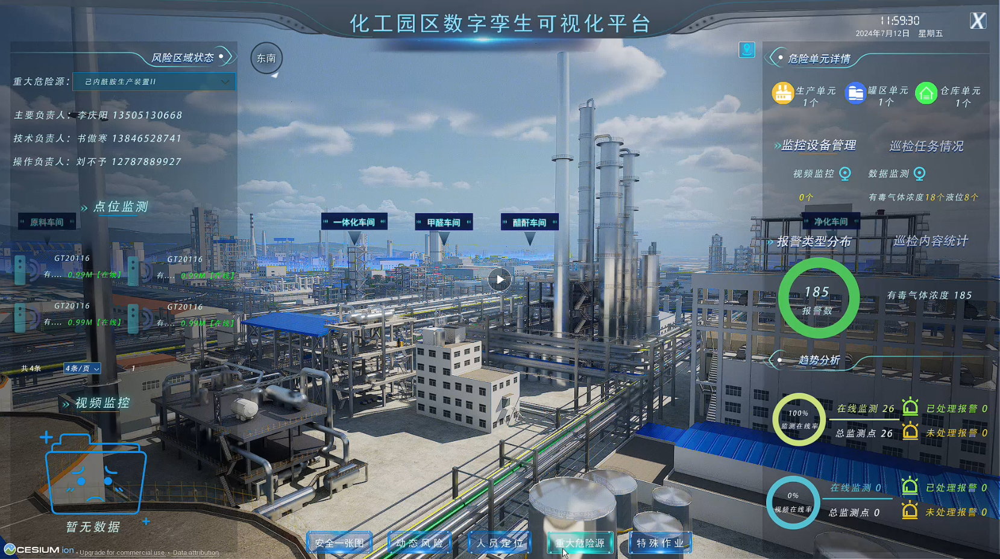 化工园区数字孪生可视化平台
11:59:30
2024年7月12日 星期五
X
风险区域状态
东南
重大危险源：
己内酰胺生产装置II
主要负责人：李庆阳 13505130668
技术负责人：书傲寒 13846528741
操作负责人：刘不予 12787889927
点位监测
原料车间
GT20116
有.... 0.99M【在线】
GT20116
有.... 0.99M【在线】
GT20116
有.... 0.99M【在线】
GT20116
有.... 0.99M【在线】
共4条
4条/页
1
视频监控
暂无数据
一体化车间
甲醛车间
醋酐车间
净化车间
危险单元详情
生产单元
1个
罐区单元
1个
仓库单元
1个
监控设备管理
巡检任务情况
视频监控
数据监测
0个
有毒气体浓度18个液位8个
报警类型分布
巡检内容统计
185
报警数
有毒气体浓度 185
趋势分析
100%
监测在线率
在线监测 26
已处理报警 0
总监测点 26
未处理报警 0
0%
视频在线率
在线监测 0
已处理报警 0
总监测点 0
未处理报警 0
安全一张图
动态风险
人员定位
重大危险源
特殊作业
CESIUM ion • Upgrade for commercial use. • Data attribution